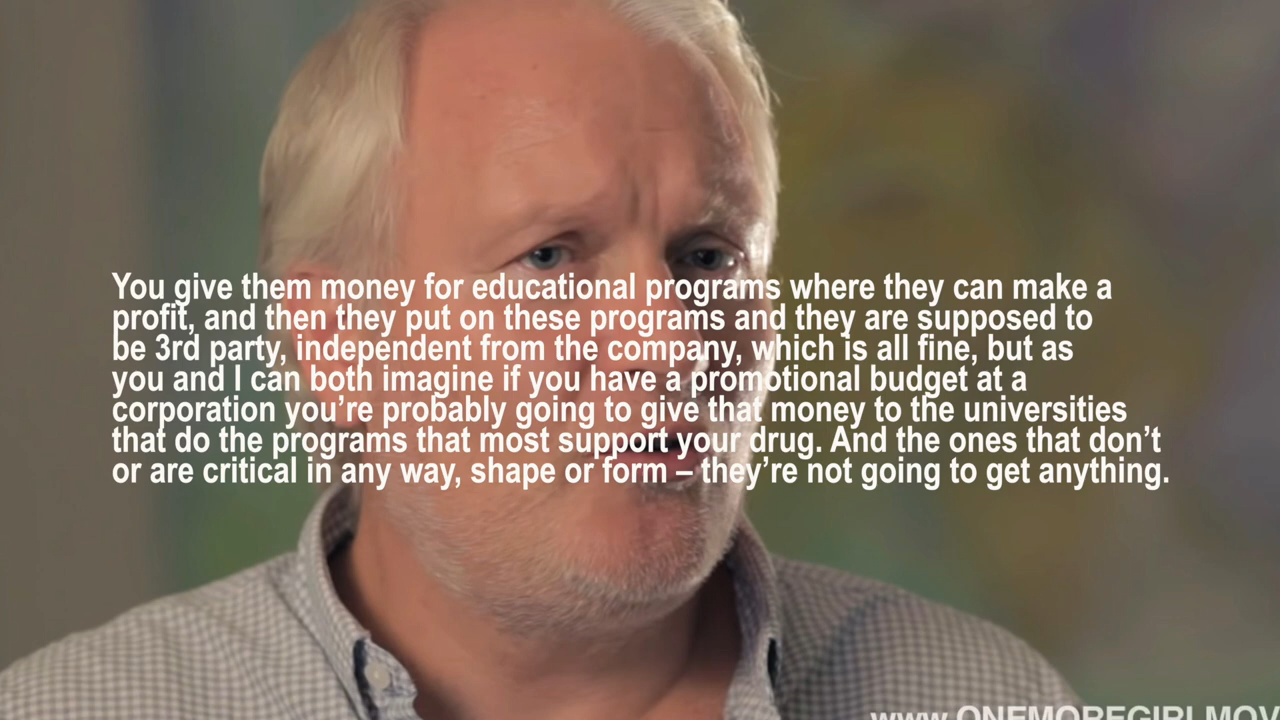 You give them money for educational programs where they can make a
profit, and then they put on these programs and they are supposed to
be 3rd party, independent from the company, which is all fine, but as
you and I can both imagine if you have a promotional budget at a
corporation you’re probably going to give that money to the universities
that do the programs that most support your drug. And the ones that don’t
or are critical in any way, shape or form – they’re not going to get anything.
www.ONEMOREGIRLMOV